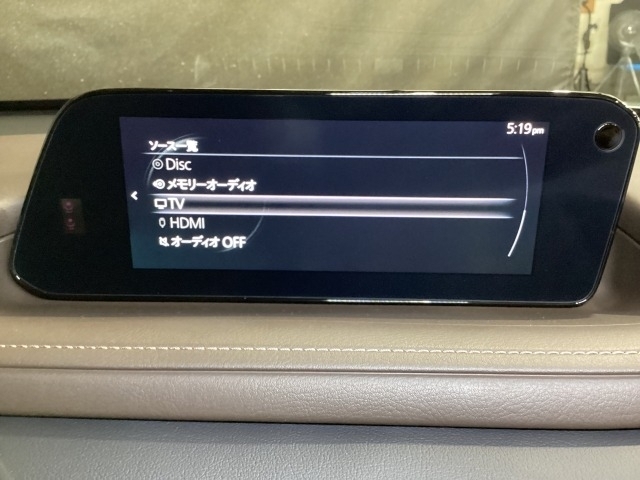 5:19pm
ソース一覧
Disc
メモリーオーディオ
TV
HDMI
オーディオ OFF